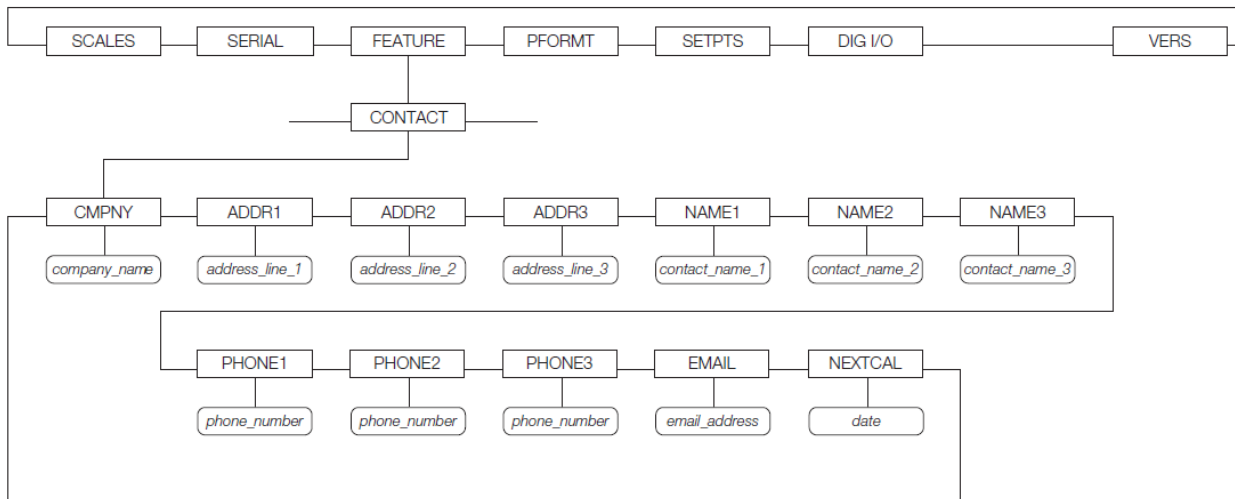 SCALES
SERIAL
FEATURE
PFORMT
SETPTS
DIG I/O
VERS
CONTACT
CMPNY
ADDR1
ADDR2
ADDR3
NAME1
NAME2
NAME3
company_name
address_line_1
address_line_2
address_line_3
contact_name_1
contact_name_2
contact_name_3
PHONE1
PHONE2
PHONE3
EMAIL
NEXTCAL
phone_number
phone_number
phone_number
email_address
date